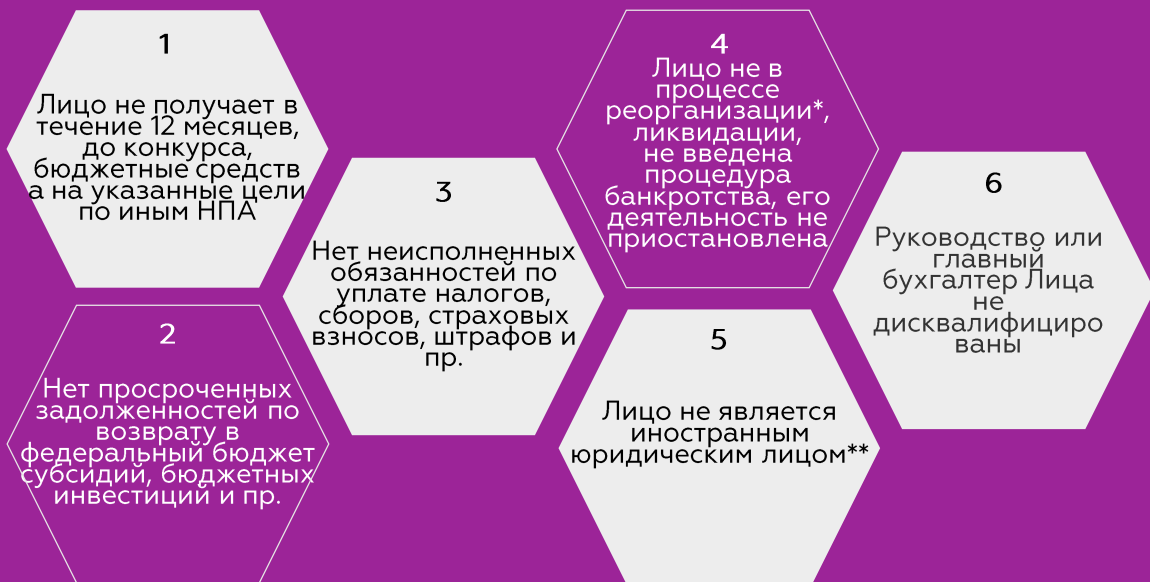 1
Лицо не получает в
течение 12 месяцев,
до конкурса,
бюджетные средств
а на указанные цели
по иным НПА
2
Нет просроченных
задолженностей по
возврату в
федеральный бюджет
субсидий, бюджетных
инвестиций и пр.
3
Нет неисполненных
обязанностей по
уплате налогов,
сборов, страховых
взносов, штрафов и
пр.
4
Лицо не в
процессе
реорганизации*,
ликвидации,
не введена
процедура
банкротства, его
деятельность не
приостановлена
5
Лицо не является
иностранным
юридическим лицом**
6
Руководство или
главный
бухгалтер Лица
не
дисквалифициро
ваны